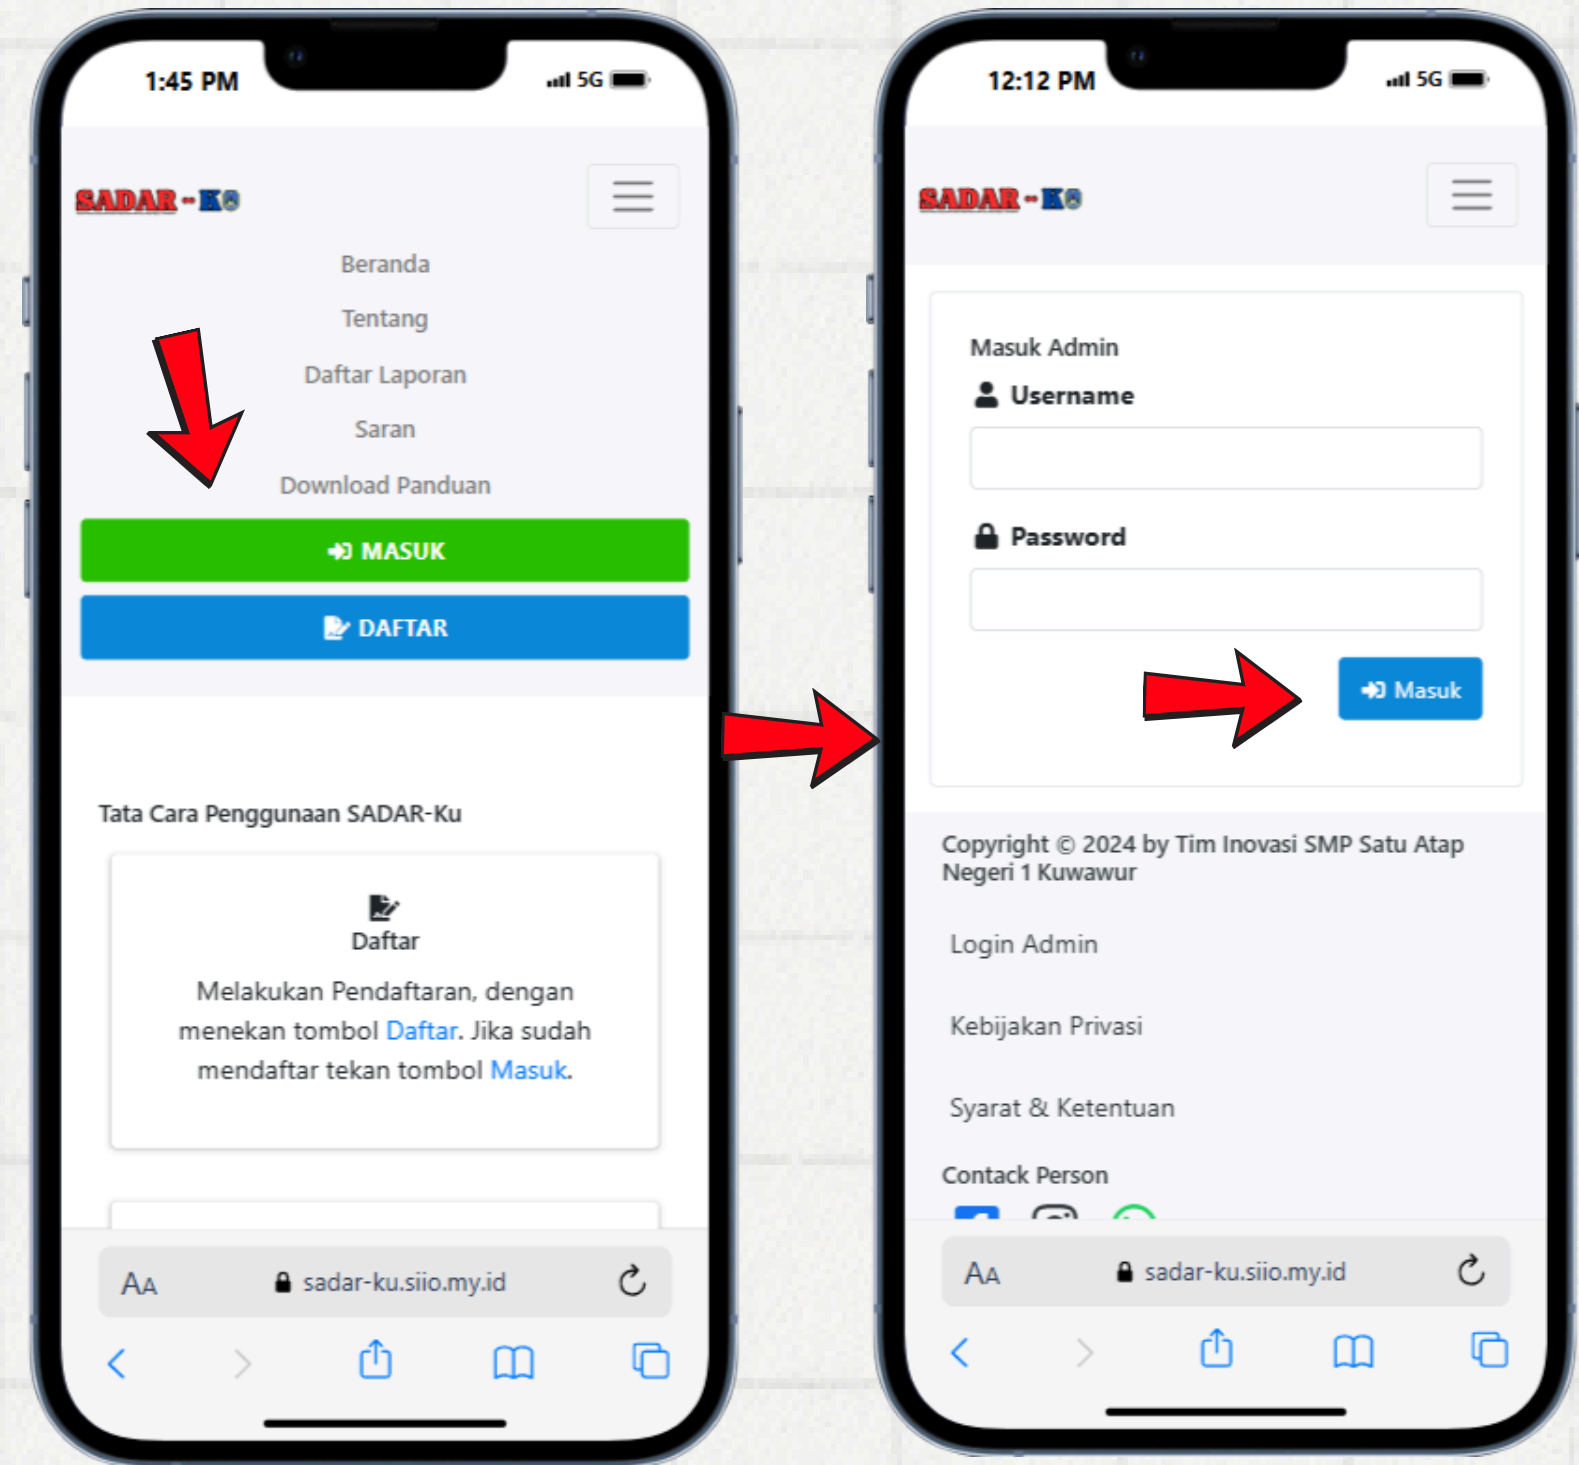 1:45 PM
5G
SADAR - KU
Beranda
Tentang
Daftar Laporan
Saran
Download Panduan
MASUK
DAFTAR
Tata Cara Penggunaan SADAR-Ku
Daftar
Melakukan Pendaftaran, dengan
menekan tombol Daftar. Jika sudah
mendaftar tekan tombol Masuk.
AA
sadar-ku.siio.my.id
12:12 PM
5G
SADAR - KU
Masuk Admin
Username
Password
Masuk
Copyright © 2024 by Tim Inovasi SMP Satu Atap
Negeri 1 Kuwawur
Login Admin
Kebijakan Privasi
Syarat & Ketentuan
Contack Person
AA
sadar-ku.siio.my.id